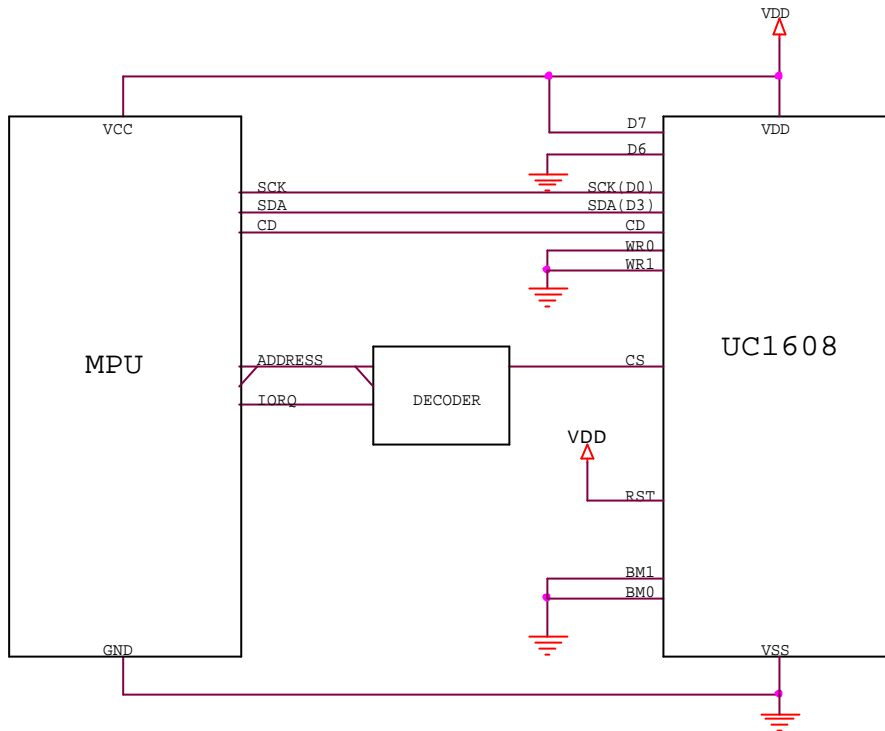 VDD
VCC
D7
VDD
D6
SCK
SCK(D0)
SDA
SDA(D3)
CD
CD
WR0
WR1
MPU
UC1608
ADDRESS
CS
IORQ
DECODER
VDD
RST
BM1
BM0
GND
VSS